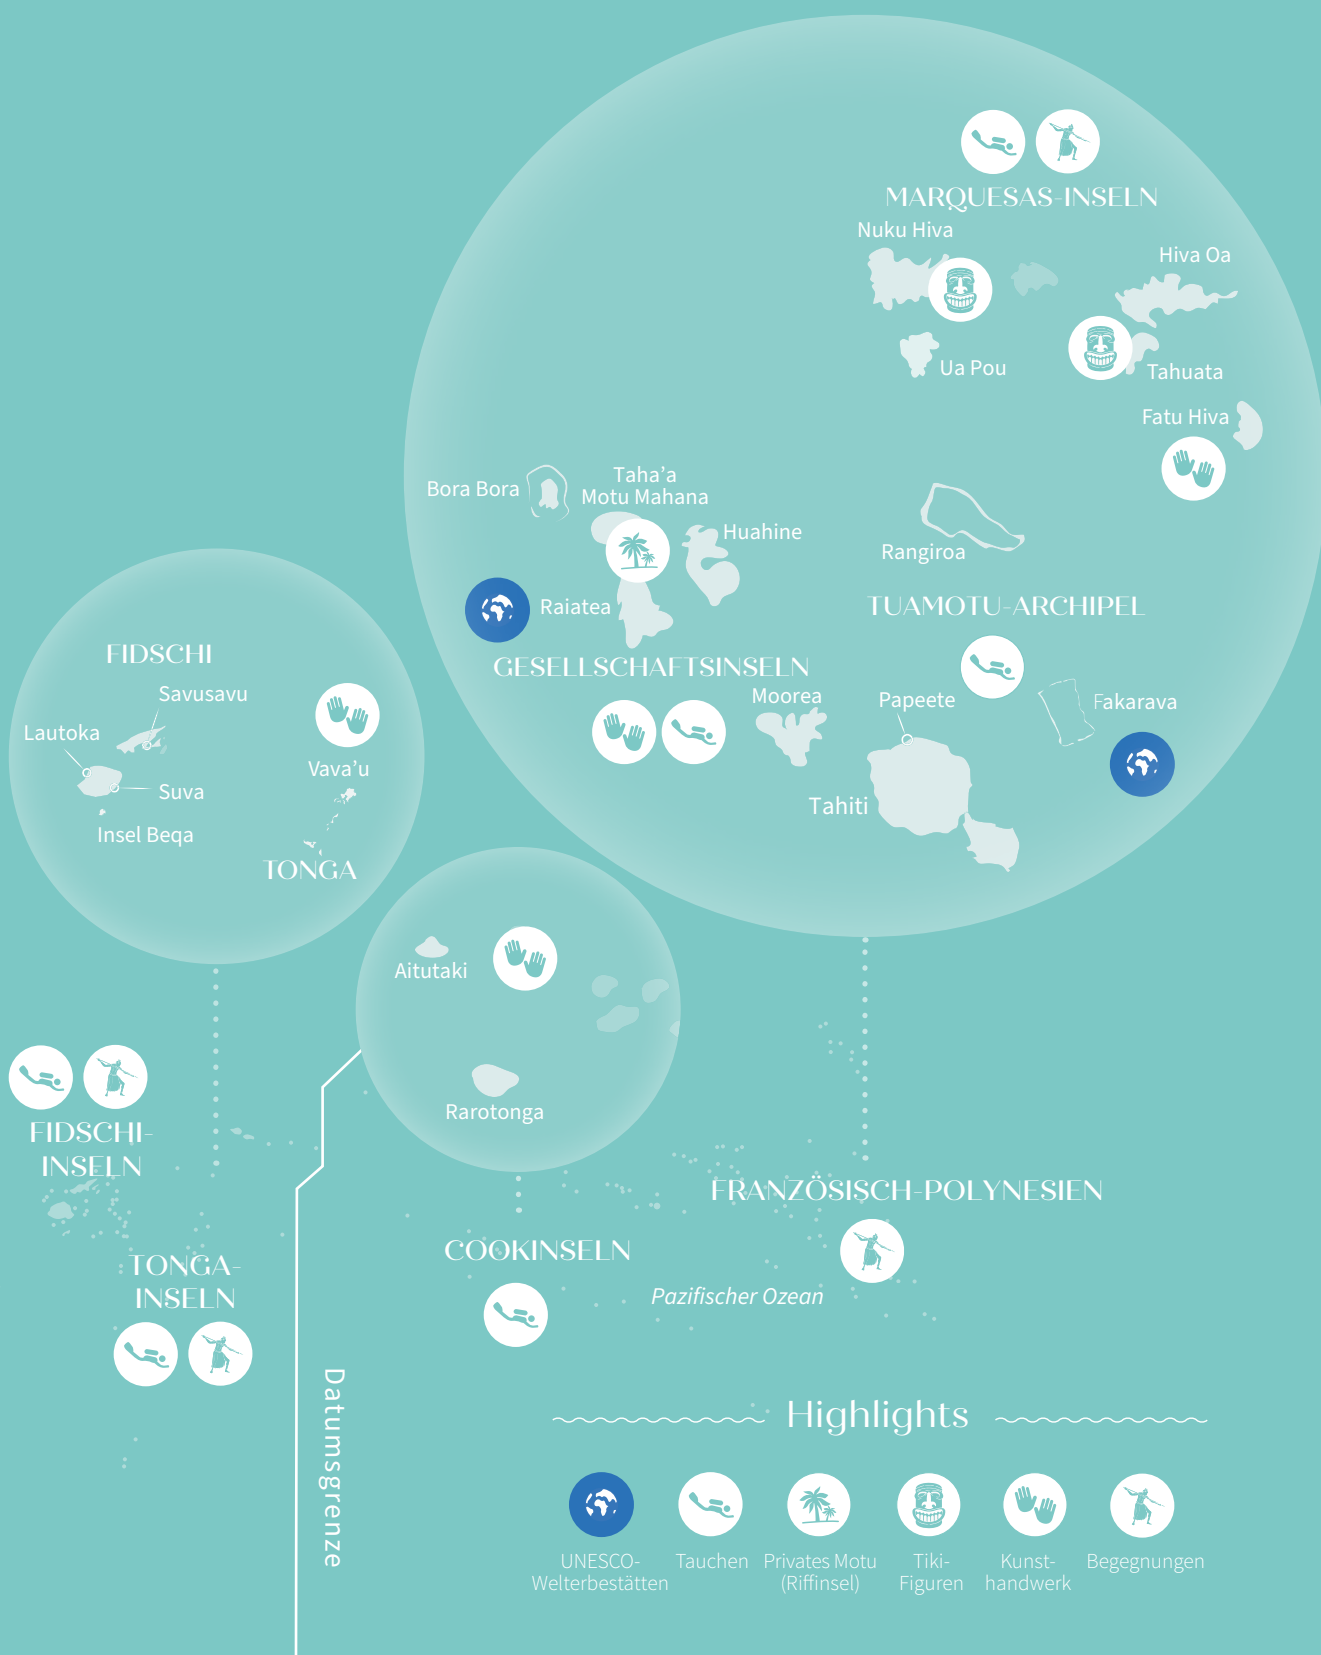 MARQUESAS-INSELN
Nuku Hiva
Hiva Oa
Ua Pou
Tahuata
Fatu Hiva
Bora Bora
Taha’a
Motu Mahana
Huahine
Rangiroa
Raiatea
TUAMOTU-ARCHIPEL
GESELLSCHAFTSINSELN
Moorea
Papeete
Fakarava
Tahiti
FIDSCHI
Savusavu
Lautoka
Vava’u
Suva
Insel Beqa
TONGA
Aitutaki
Rarotonga
FIDSCHI-
INSELN
FRANZÖSISCH-POLYNESIEN
COOKINSELN
TONGA-
INSELN
Pazifischer Ozean
Datumsgrenze
Highlights
UNESCO-
Welterbestätten
Tauchen
Privates Motu
(Riffinsel)
Tiki-
Figuren
Kunst-
handwerk
Begegnungen